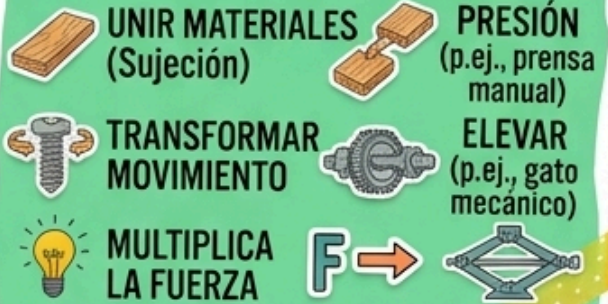 UNIR MATERIALES
(Sujeción)
PRESIÓN
(p.ej., prensa
manual)
TRANSFORMAR
MOVIMIENTO
ELEVAR
(p.ej., gato
mecánico)
MULTIPLICA
LA FUERZA
F